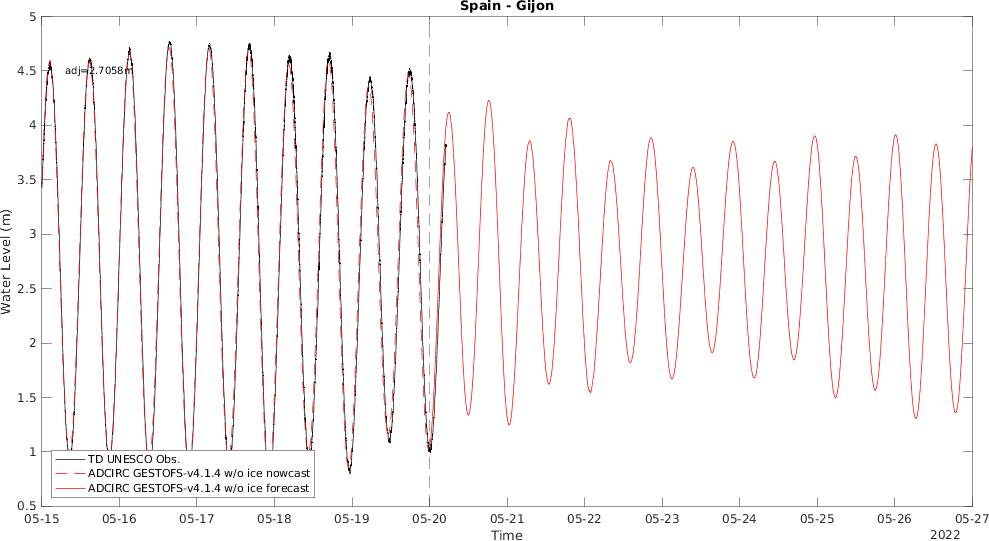 Spain - Gijon
5
4.5
4
3.5
3
2.5
2
1.5
1
0.5
Water Level (m)
adj=2.7058m
TD UNESCO Obs.
ADCIRC GESTOFS-v4.1.4 w/o ice nowcast
ADCIRC GESTOFS-v4.1.4 w/o ice forecast
05-15 05-16 05-17 05-18 05-19 05-20 05-21 05-22 05-23 05-24 05-25 05-26 05-27
Time
2022